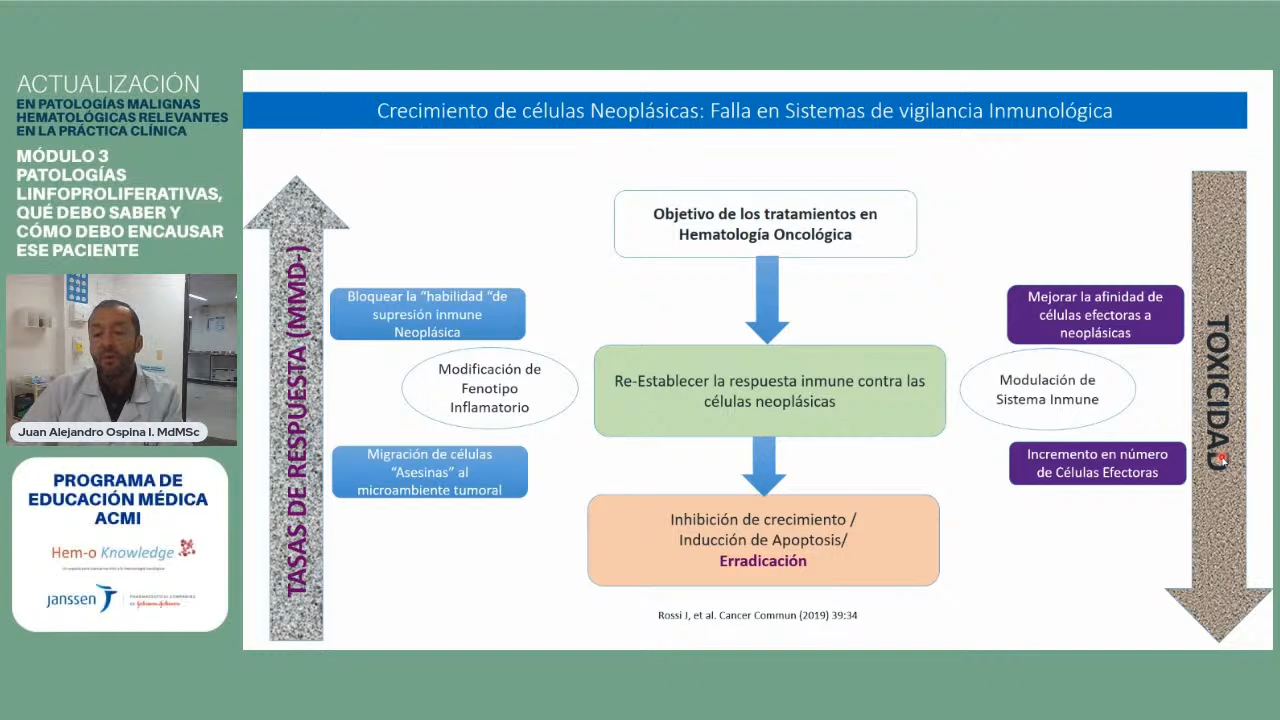 ACTUALIZACIÓN
EN PATOLOGÍAS MALIGNAS
HEMATOLÓGICAS RELEVANTES
EN LA PRÁCTICA CLÍNICA
MÓDULO 3
PATOLOGÍAS
LINFOPROLIFERATIVAS,
QUÉ DEBO SABER Y
CÓMO DEBO ENCAUSAR
ESE PACIENTE
Juan Alejandro Ospina I. MdMSc
PROGRAMA DE
EDUCACIÓN MÉDICA
ACMI
Hem-o Knowledge
janssen
PHARMACEUTICAL COMPANIES
OF Johnson & Johnson
Crecimiento de células Neoplásicas: Falla en Sistemas de vigilancia Inmunológica
TASAS DE RESPUESTA (MMD-)
Objetivo de los tratamientos en
Hematología Oncológica
Bloquear la “habilidad “de
supresión inmune
Neoplásica
Modificación de
Fenotipo
Inflamatorio
Migración de células
“Asesinas” al
microambiente tumoral
Re-Establecer la respuesta inmune contra las
células neoplásicas
Mejorar la afinidad de
células efectoras a
neoplásicas
Modulación de
Sistema Inmune
Incremento en número
de Células Efectoras
Inhibición de crecimiento /
Inducción de Apoptosis/
Erradicación
TOXICIDAD
Rossi J, et al. Cancer Commun (2019) 39:34